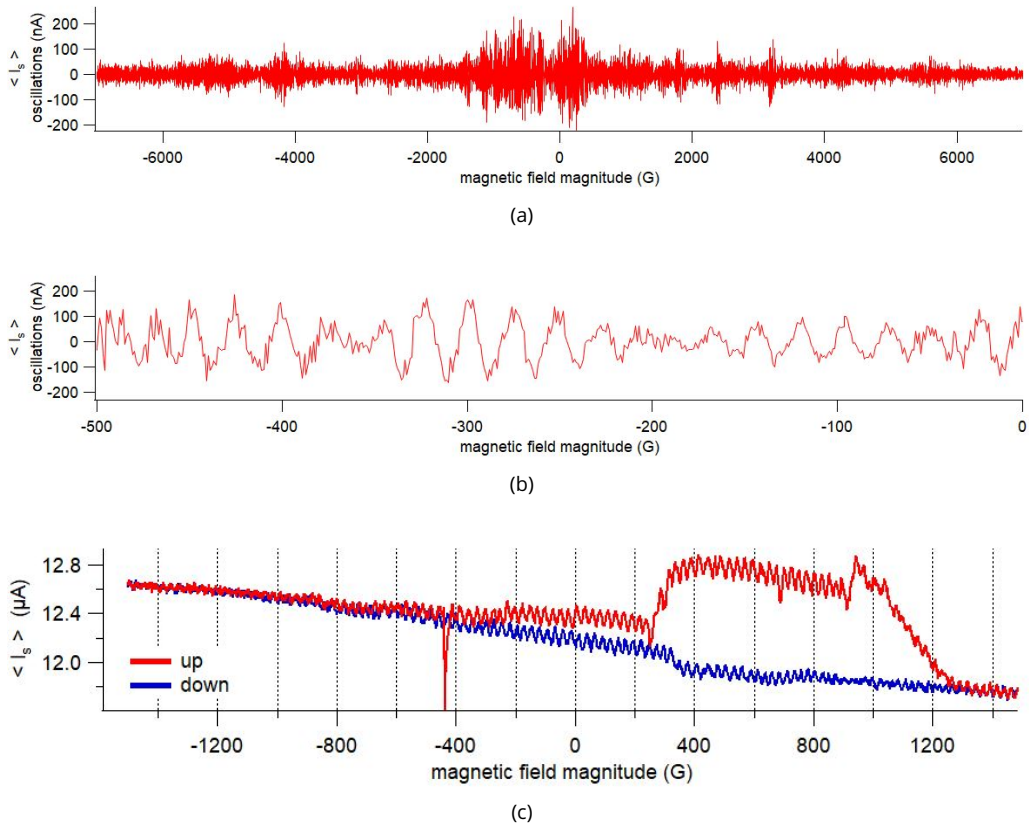 < Is >
oscillations (nA)
200
100
0
-100
-200
-6000 -4000 -2000 0 2000 4000 6000
magnetic field magnitude (G)
(a)
< Is >
oscillations (nA)
200
100
0
-100
-200
-500 -400 -300 -200 -100 0
magnetic field magnitude (G)
(b)
< Is > (µA)
12.8
12.4
12.0
up
down
-1200 -800 -400 0 400 800 1200
magnetic field magnitude (G)
(c)